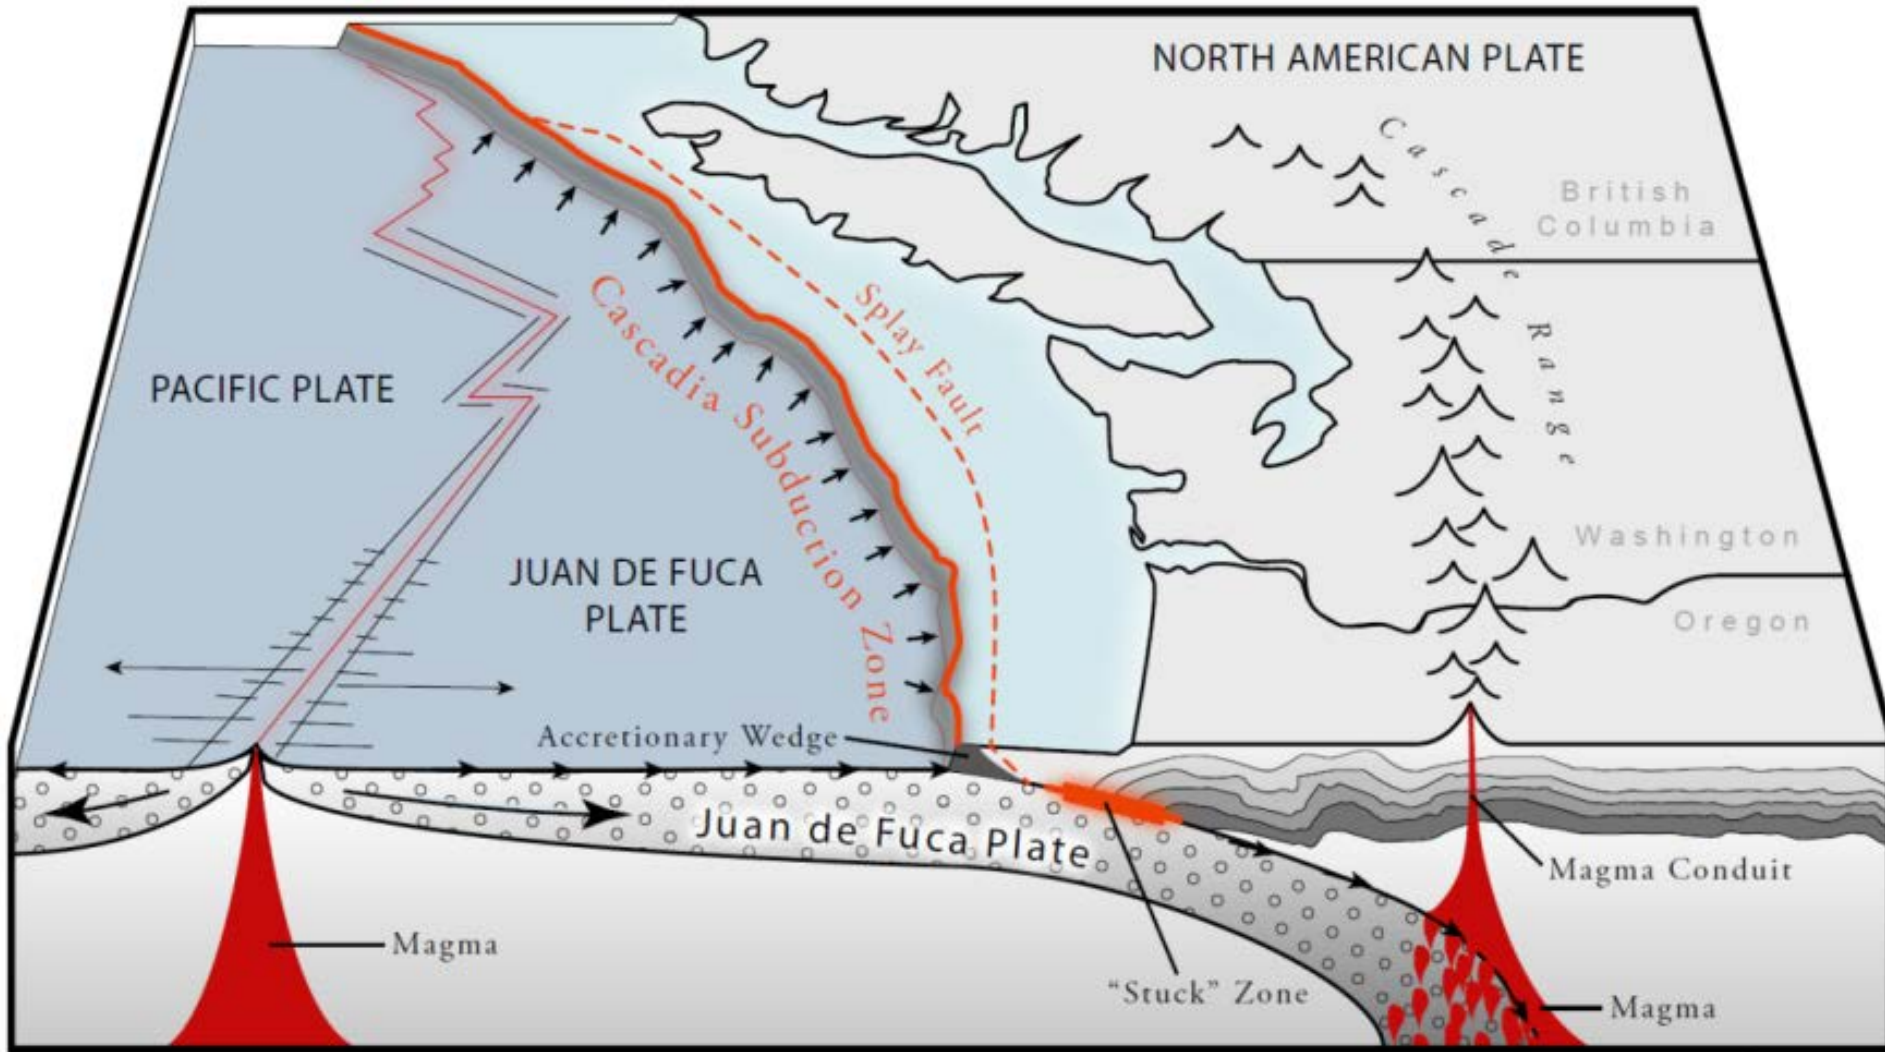 NORTH AMERICAN PLATE
Cascade Range
British
Columbia
Splay Fault
Cascadia Subduction Zone
PACIFIC PLATE
JUAN DE FUCA
PLATE
Washington
Oregon
Accretionary Wedge
Juan de Fuca Plate
Magma Conduit
Magma
"Stuck" Zone
Magma